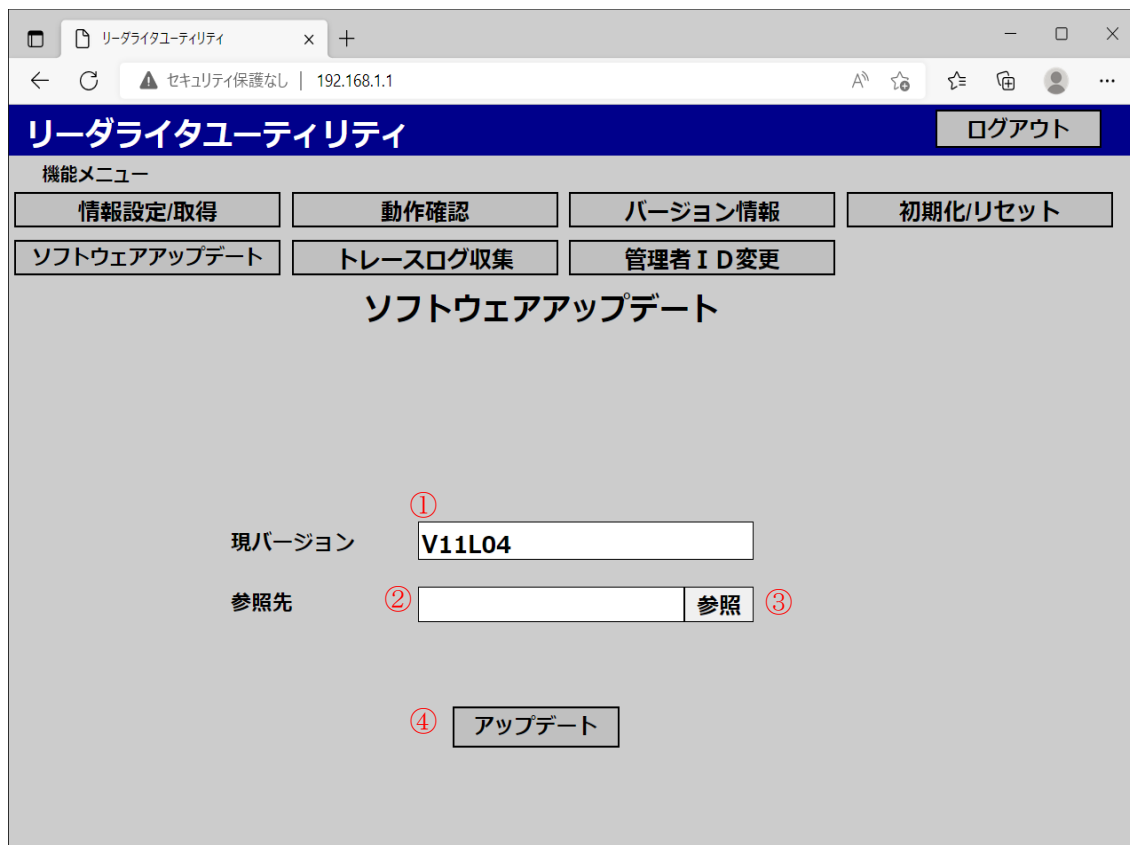 リーダライタユーティリティ
セキュリティ保護なし | 192.168.1.1
リーダライタユーティリティ ログアウト
機能メニュー
情報設定/取得 動作確認 バージョン情報 初期化/リセット
ソフトウェアアップデート トレースログ収集 管理者ＩＤ変更
ソフトウェアアップデート
①
現バージョン V11L04
参照先 ② 参照 ③
④ アップデート